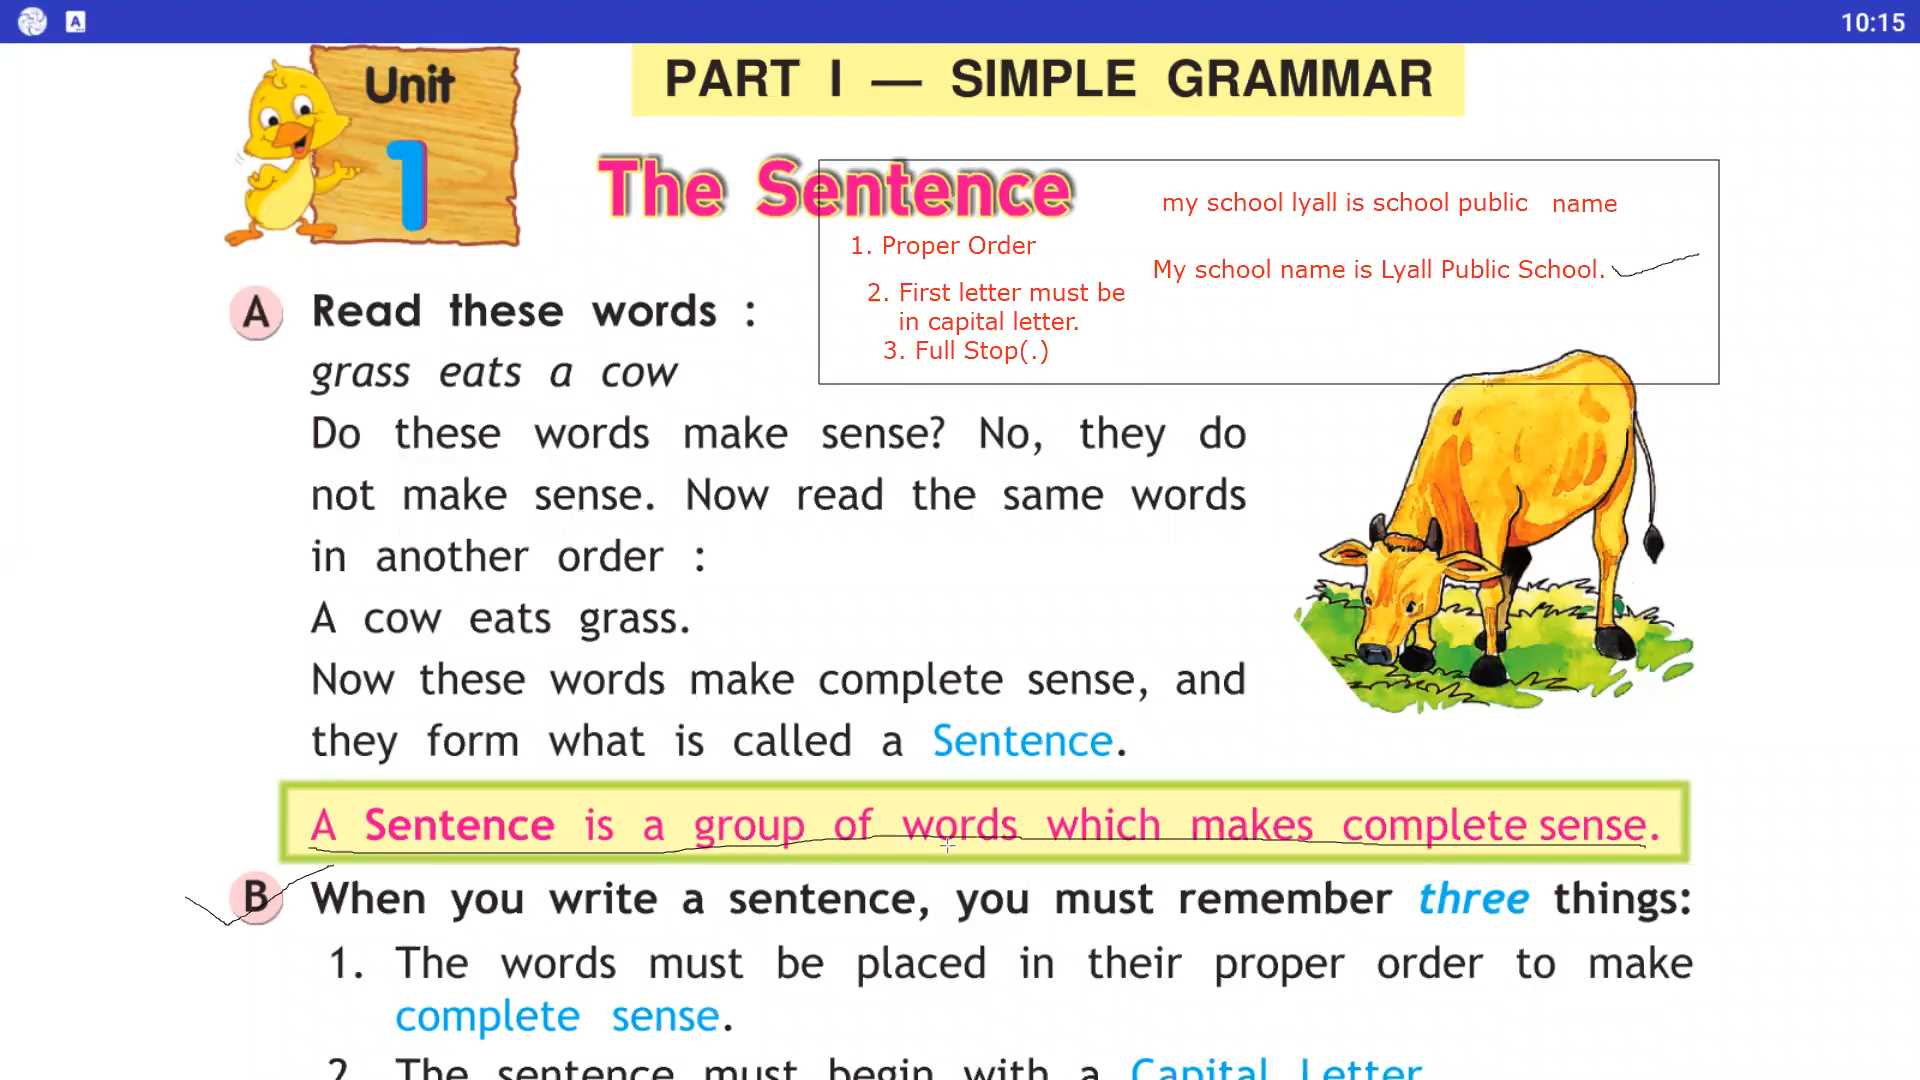 A
10:15
Unit
1
PART I — SIMPLE GRAMMAR
The Sentence
my school lyall is school public name
1. Proper Order
My school name is Lyall Public School.
2. First letter must be
in capital letter.
3. Full Stop(.)
A Read these words :
grass eats a cow
Do these words make sense? No, they do
not make sense. Now read the same words
in another order :
A cow eats grass.
Now these words make complete sense, and
they form what is called a Sentence.
A Sentence is a group of words which makes complete sense.
B When you write a sentence, you must remember three things:
1. The words must be placed in their proper order to make
complete sense.
2. The sentence must begin with a Capital Letter